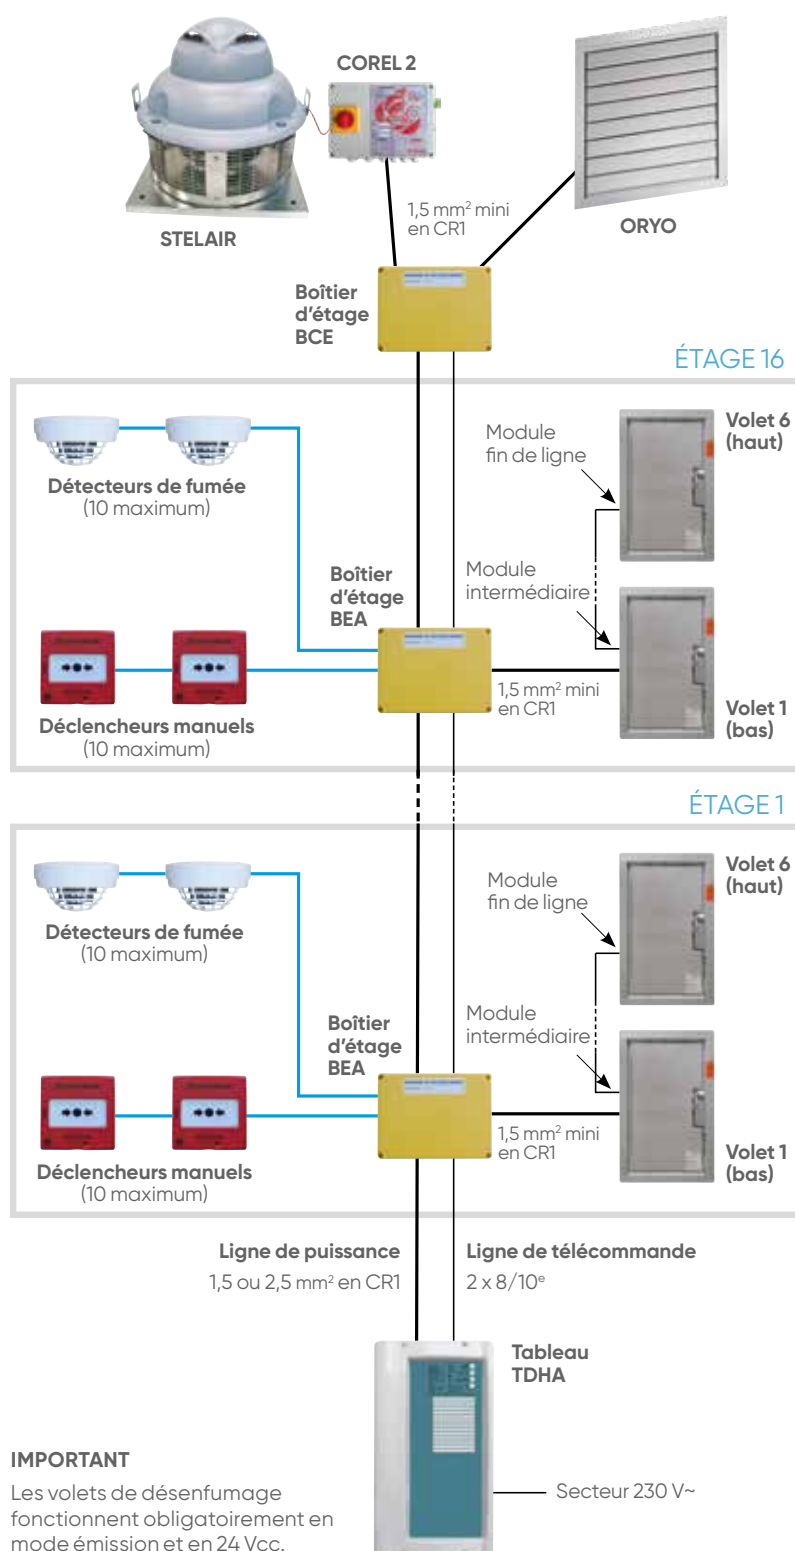 COREL 2
1,5 mm² mini
en CR1
STELAIR
ORYO
Boîtier
d'étage
BCE
ÉTAGE 16
Détecteurs de fumée
(10 maximum)
Module
fin de ligne
Volet 6
(haut)
Boîtier
d'étage
BEA
Module
intermédiaire
Déclencheurs manuels
(10 maximum)
1,5 mm² mini
en CR1
Volet 1
(bas)
ÉTAGE 1
Détecteurs de fumée
(10 maximum)
Module
fin de ligne
Volet 6
(haut)
Boîtier
d'étage
BEA
Module
intermédiaire
Déclencheurs manuels
(10 maximum)
1,5 mm² mini
en CR1
Volet 1
(bas)
Ligne de puissance
1,5 ou 2,5 mm² en CR1
Ligne de télécommande
2 x 8/10ᵉ
Tableau
TDHA
Secteur 230 V~
IMPORTANT
Les volets de désenfumage
fonctionnent obligatoirement en
mode émission et en 24 Vcc.